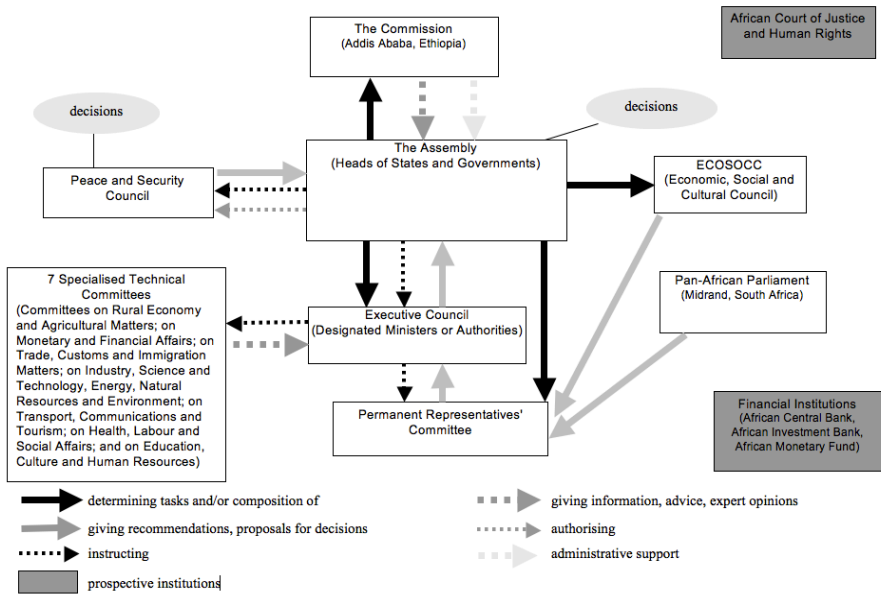 The Commission
(Addis Ababa, Ethiopia)
African Court of Justice
and Human Rights
decisions
decisions
The Assembly
(Heads of States and Governments)
Peace and Security
Council
ECOSOCC
(Economic, Social and
Cultural Council)
7 Specialised Technical
Committees
(Committees on Rural Economy
and Agricultural Matters; on
Monetary and Financial Affairs; on
Trade, Customs and Immigration
Matters; on Industry, Science and
Technology, Energy, Natural
Resources and Environment; on
Transport, Communications and
Tourism; on Health, Labour and
Social Affairs; and on Education,
Culture and Human Resources)
Executive Council
(Designated Ministers or Authorities)
Pan-African Parliament
(Midrand, South Africa)
Permanent Representatives'
Committee
Financial Institutions
(African Central Bank,
African Investment Bank,
African Monetary Fund)
determining tasks and/or composition of
giving recommendations, proposals for decisions
instructing
prospective institutions
giving information, advice, expert opinions
authorising
administrative support